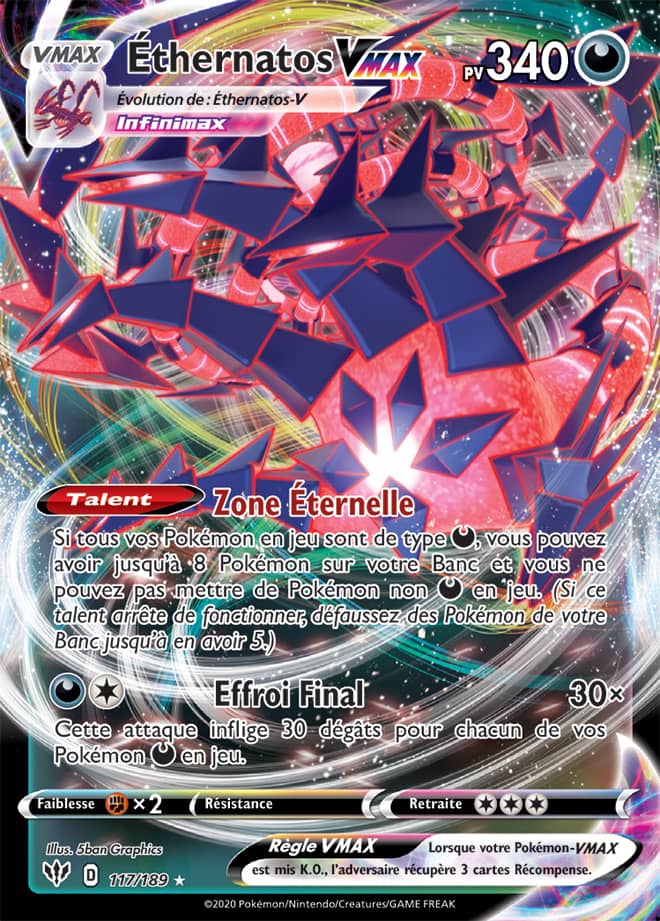 VMAX
Éthernatos VMAX PV 340
Évolution de : Éthernatos-V
Infinimax
Talent Zone Éternelle
Si tous vos Pokémon en jeu sont de type , vous pouvez
avoir jusqu'à 8 Pokémon sur votre Banc et vous ne
pouvez pas mettre de Pokémon non en jeu. (Si ce
talent arrête de fonctionner, défaussez des Pokémon de votre
Banc jusqu'à en avoir 5.)
Effroi Final 30×
Cette attaque inflige 30 dégâts pour chacun de vos
Pokémon en jeu.
Faiblesse ×2 Résistance Retraite
Illus. 5ban Graphics
D 117/189 ★
Règle VMAX Lorsque votre Pokémon-VMAX
est mis K.O., l'adversaire récupère 3 cartes Récompense.
©2020 Pokémon/Nintendo/Creatures/GAME FREAK